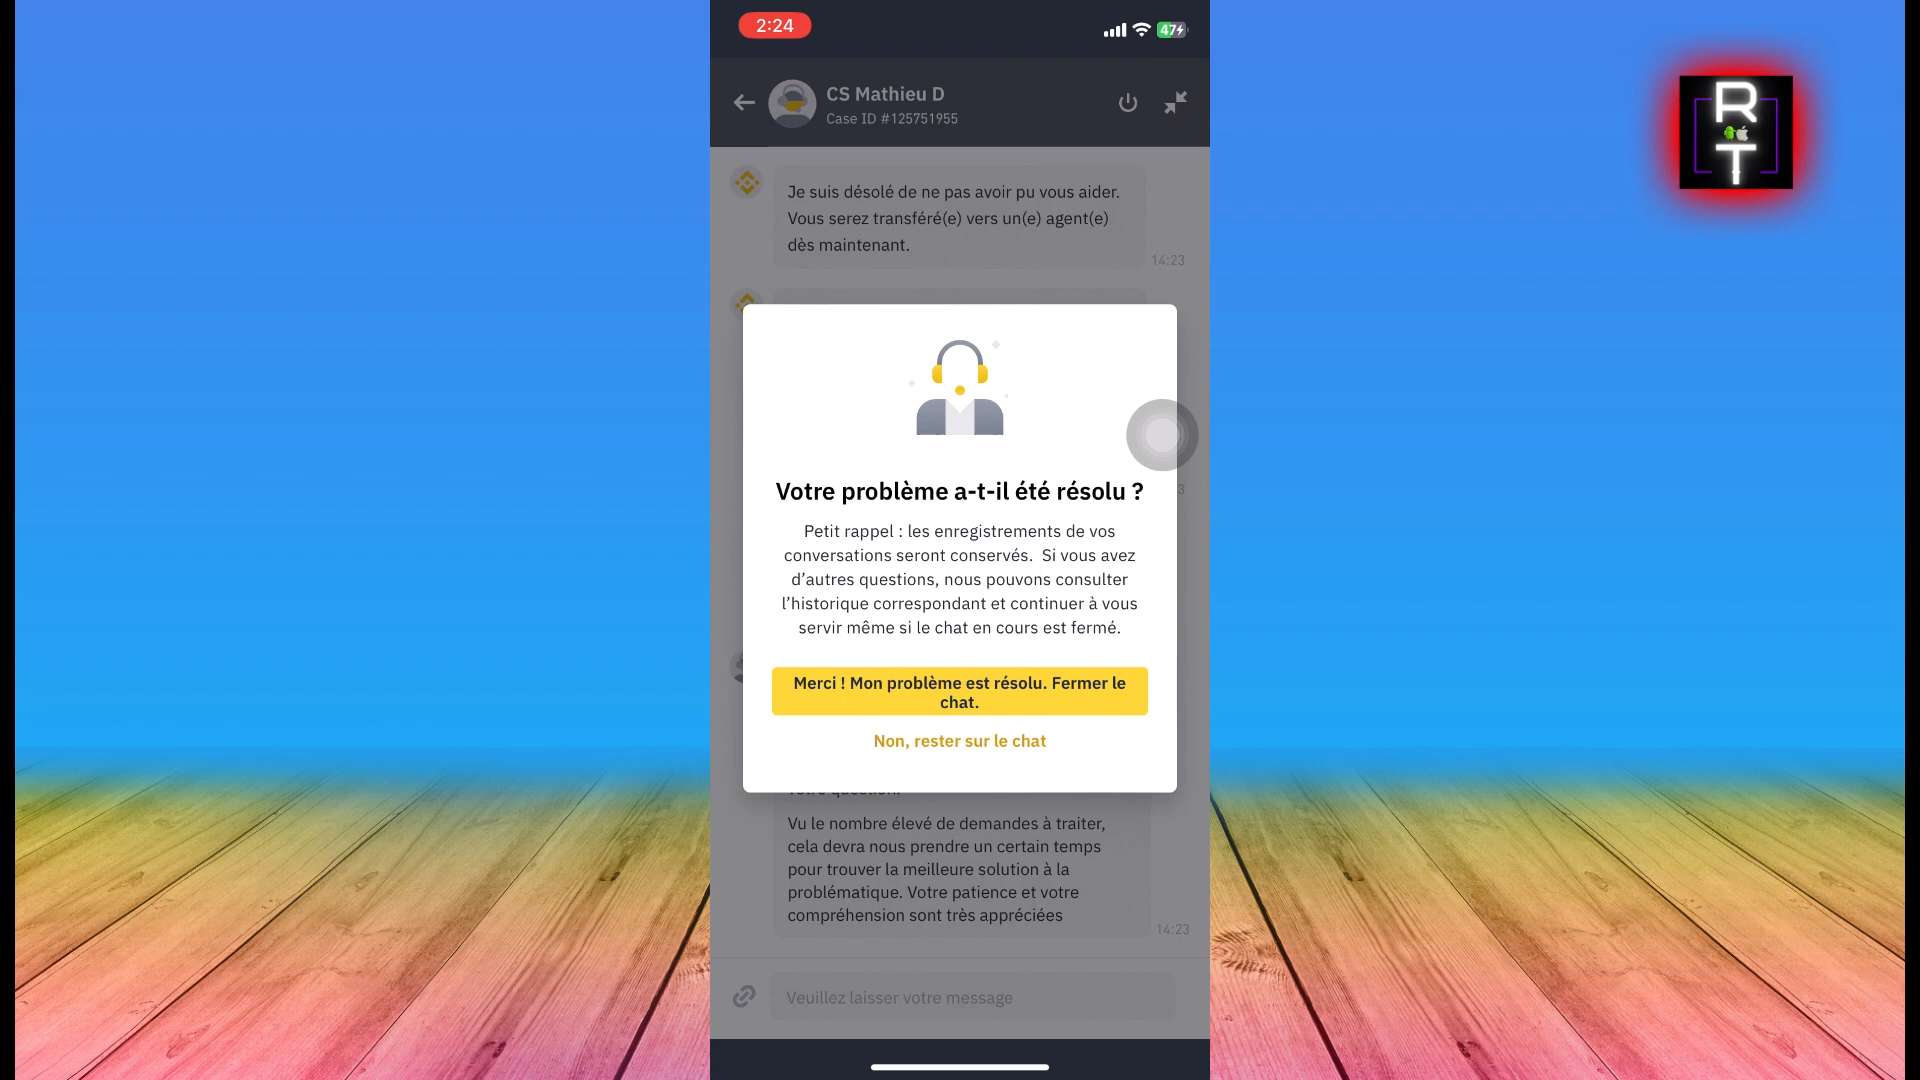 2:24
47
CS Mathieu D
Case ID #125751955
Je suis désolé de ne pas avoir pu vous aider.
Vous serez transféré(e) vers un(e) agent(e)
dès maintenant.
14:23
Votre problème a-t-il été résolu ?
Petit rappel : les enregistrements de vos
conversations seront conservés. Si vous avez
d’autres questions, nous pouvons consulter
l’historique correspondant et continuer à vous
servir même si le chat en cours est fermé.
Merci ! Mon problème est résolu. Fermer le
chat.
Non, rester sur le chat
Vu le nombre élevé de demandes à traiter,
cela devra nous prendre un certain temps
pour trouver la meilleure solution à la
problématique. Votre patience et votre
compréhension sont très appréciées
14:23
Veuillez laisser votre message
R
T